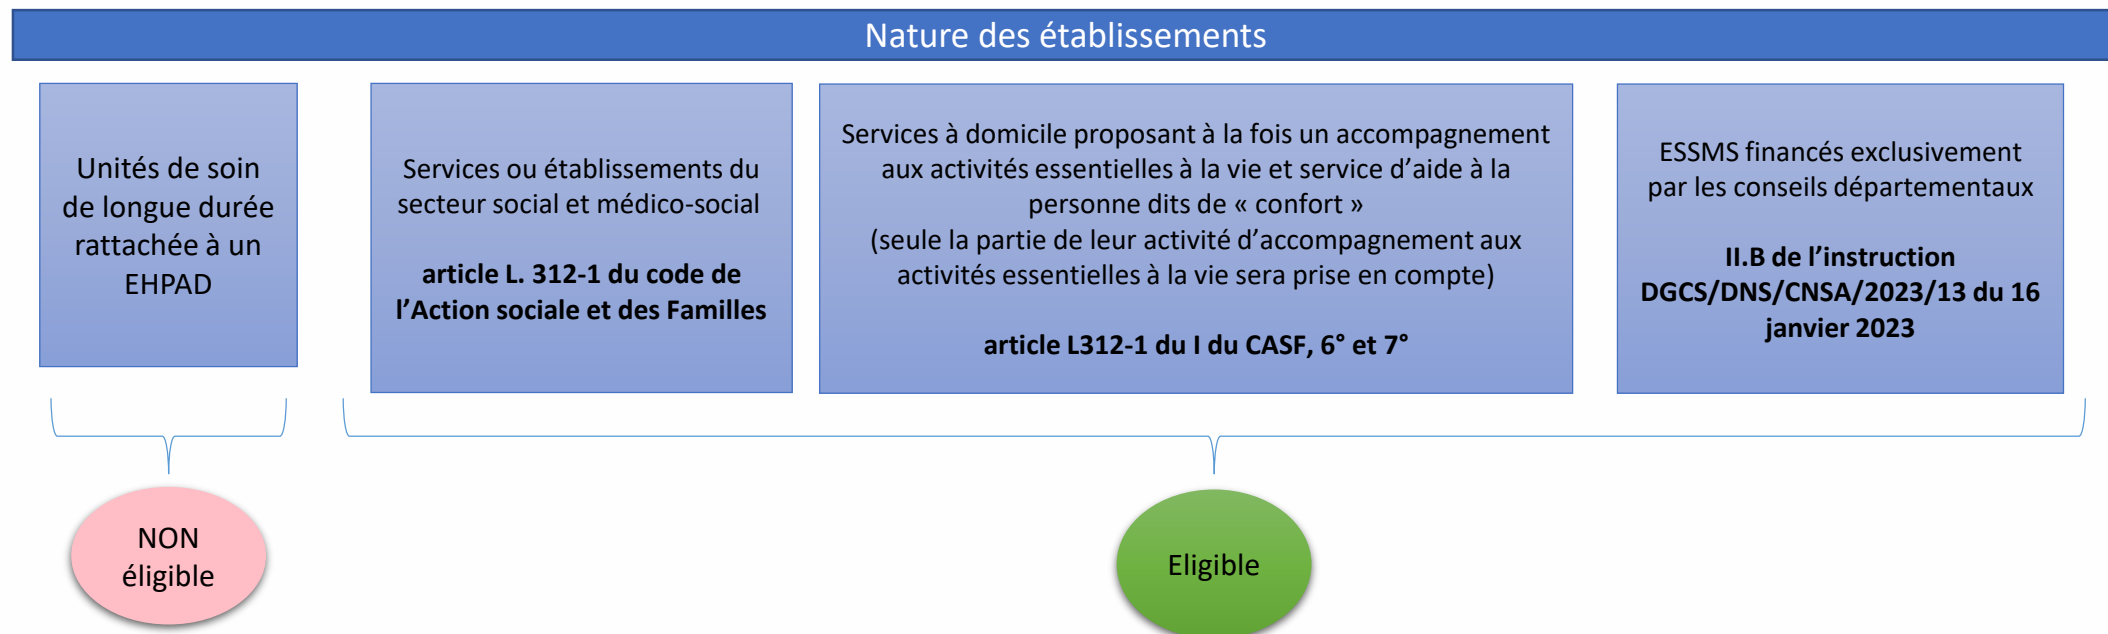 Nature des établissements
Unités de soin
de longue durée
rattachée à un
EHPAD
Services ou établissements du
secteur social et médico-social
article L. 312-1 du code de
l’Action sociale et des Familles
Services à domicile proposant à la fois un accompagnement
aux activités essentielles à la vie et service d’aide à la
personne dits de « confort »
(seule la partie de leur activité d’accompagnement aux
activités essentielles à la vie sera prise en compte)
article L312-1 du I du CASF, 6° et 7°
ESSMS financés exclusivement
par les conseils départementaux
II.B de l’instruction
DGCS/DNS/CNSA/2023/13 du 16
janvier 2023
NON
éligible
Eligible